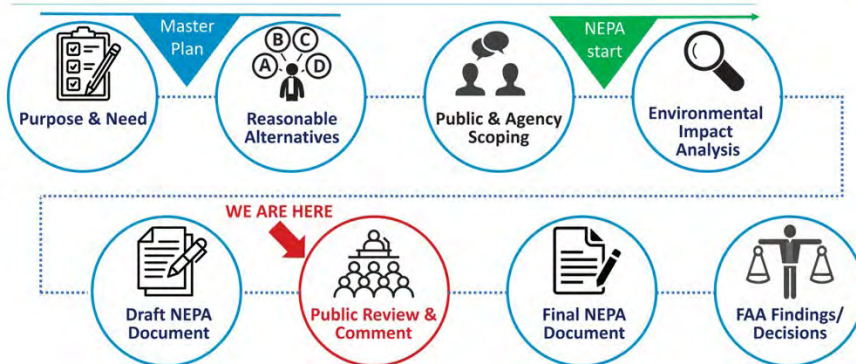 Master
Plan
NEPA
start
A
B
C
D
Purpose & Need
Reasonable
Alternatives
Public & Agency
Scoping
Environmental
Impact
Analysis
WE ARE HERE
Draft NEPA
Document
Public Review &
Comment
Final NEPA
Document
FAA Findings/
Decisions